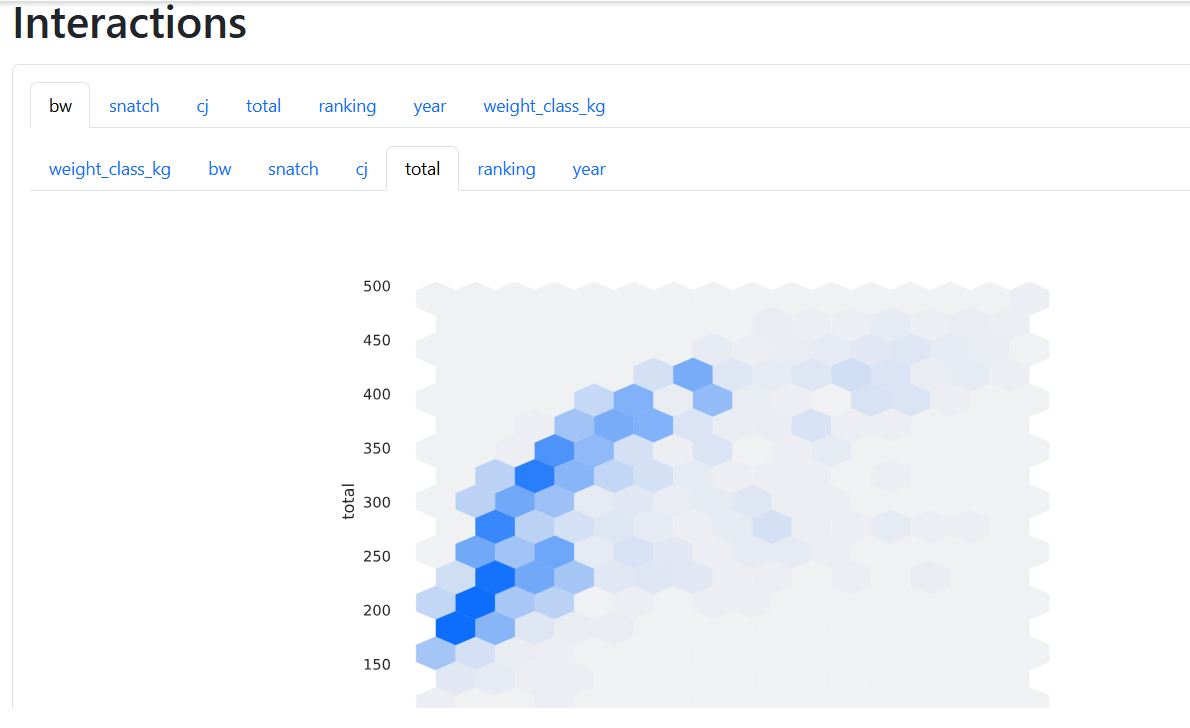 Interactions
bw snatch cj total ranking year weight_class_kg
weight_class_kg bw snatch cj total ranking year
500
450
400
350
total
300
250
200
150